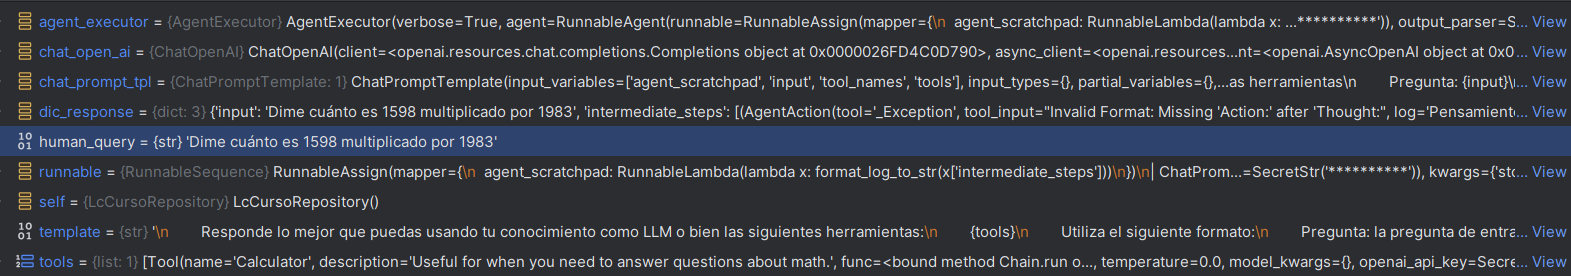 agent_executor = {AgentExecutor} AgentExecutor(verbose=True, agent=RunnableAgent(runnable=RunnableAssign(mapper={\n  agent_scratchpad: RunnableLambda(lambda x: ...**********')), output_parser=S... View
chat_open_ai = {ChatOpenAI} ChatOpenAI(client=<openai.resources.chat.completions.Completions object at 0x0000026FD4C0D790>, async_client=<openai.resources...nt=<openai.AsyncOpenAI object at 0x0... View
chat_prompt_tpl = {ChatPromptTemplate: 1} ChatPromptTemplate(input_variables=['agent_scratchpad', 'input', 'tool_names', 'tools'], input_types={}, partial_variables={},...as herramientas\n        Pregunta: {input}\... View
dic_response = {dict: 3} {'input': 'Dime cuánto es 1598 multiplicado por 1983', 'intermediate_steps': [(AgentAction(tool='_Exception', tool_input="Invalid Format: Missing 'Action:' after 'Thought:", log='Pensamiento... View
10 01 human_query = {str} 'Dime cuánto es 1598 multiplicado por 1983'
runnable = {RunnableSequence} RunnableAssign(mapper={\n  agent_scratchpad: RunnableLambda(lambda x: format_log_to_str(x['intermediate_steps']))\n})\n| ChatProm...=SecretStr('**********')), kwargs={'sto... View
self = {LcCursoRepository} LcCursoRepository()
10 01 template = {str} '\n        Responde lo mejor que puedas usando tu conocimiento como LLM o bien las siguientes herramientas:\n        {tools}\n        Utiliza el siguiente formato:\n        Pregunta: la pregunta de entra... View
tools = {list: 1} [Tool(name='Calculator', description='Useful for when you need to answer questions about math.', func=<bound method Chain.run o..., temperature=0.0, model_kwargs={}, openai_api_key=Secre... View